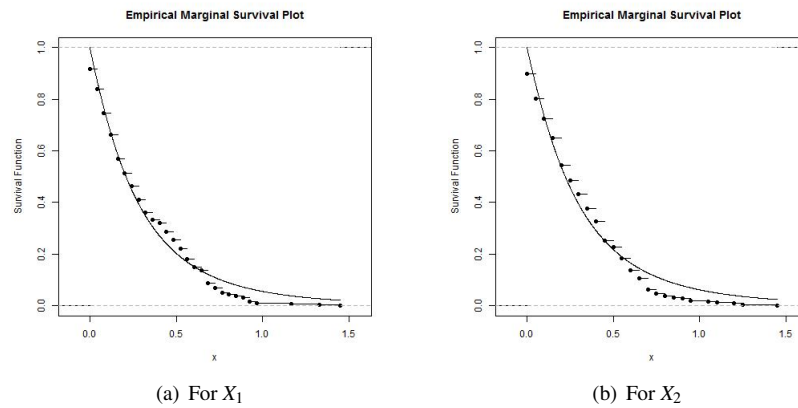 Empirical Marginal Survival Plot
Survival Function
1.0
0.8
0.6
0.4
0.2
0.0
0.0 0.5 1.0 1.5
x
(a) For X₁
Empirical Marginal Survival Plot
Survival Function
1.0
0.8
0.6
0.4
0.2
0.0
0.0 0.5 1.0 1.5
x
(b) For X₂